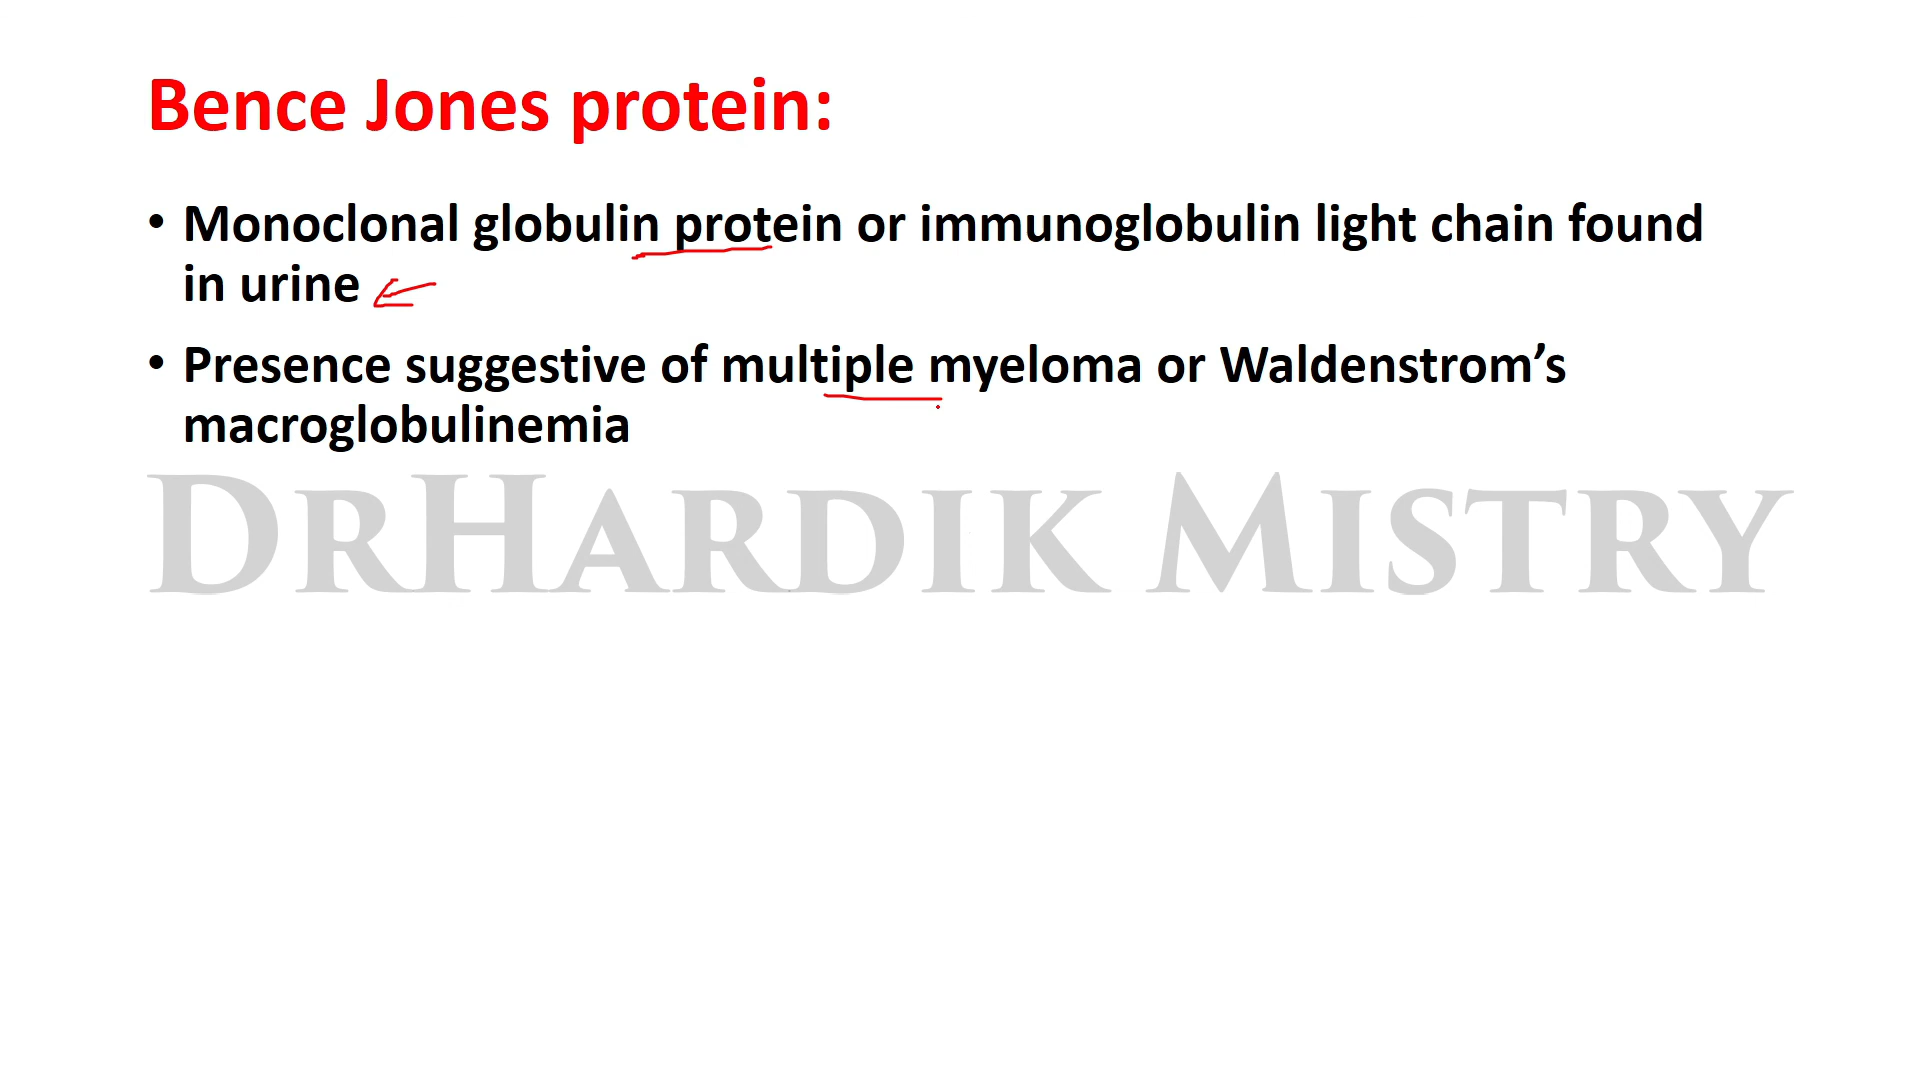 Bence Jones protein:
• Monoclonal globulin protein or immunoglobulin light chain found
in urine
• Presence suggestive of multiple myeloma or Waldenstrom’s
macroglobulinemia
DRHARDIK MISTRY